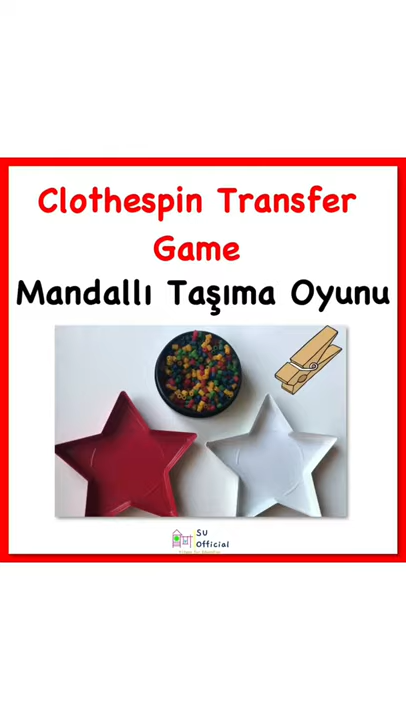 Clothespin Transfer
Game
Mandallı Taşıma Oyunu
SU
Official